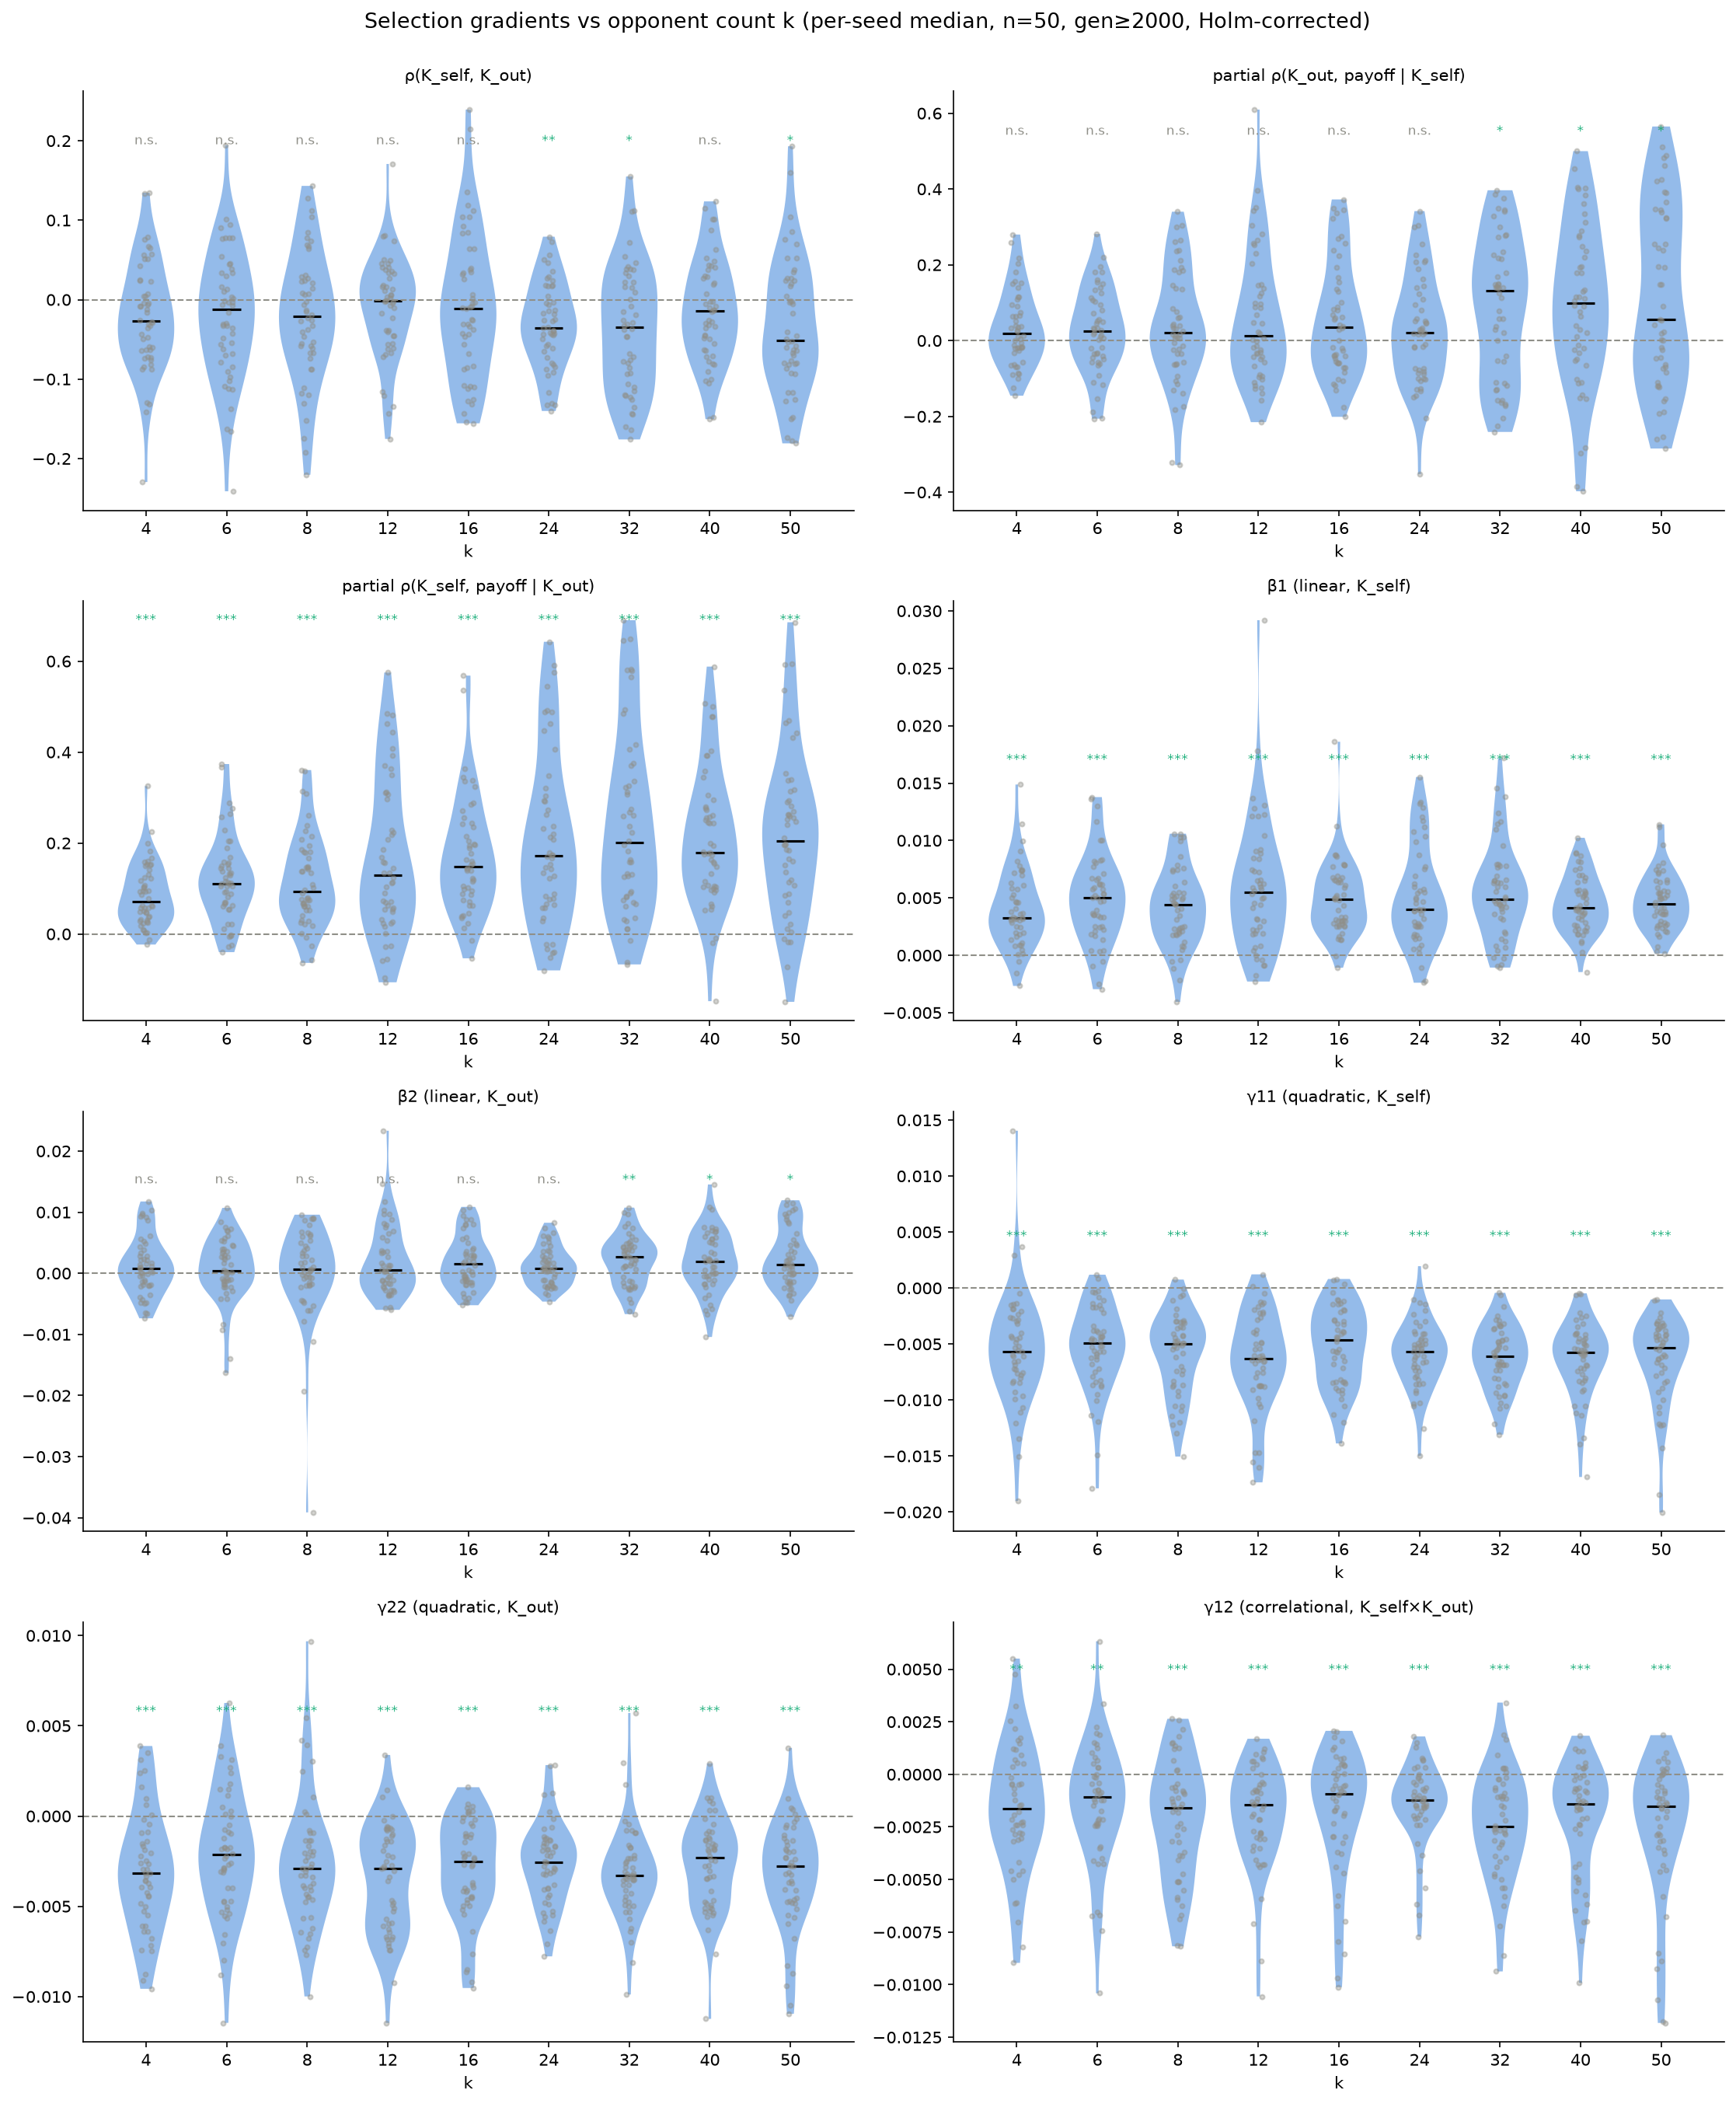 Selection gradients vs opponent count k (per-seed median, n=50, gen≥2000, Holm-corrected)
ρ(K_self, K_out)
n.s. n.s. n.s. n.s. n.s. ** * n.s. *
0.2
0.1
0.0
−0.1
−0.2
4 6 8 12 16 24 32 40 50
k
partial ρ(K_out, payoff | K_self)
n.s. n.s. n.s. n.s. n.s. n.s. * * *
0.6
0.4
0.2
0.0
−0.2
−0.4
4 6 8 12 16 24 32 40 50
k
partial ρ(K_self, payoff | K_out)
*** *** *** *** *** *** *** *** ***
0.6
0.4
0.2
0.0
4 6 8 12 16 24 32 40 50
k
β1 (linear, K_self)
0.030
0.025
0.020
*** *** *** *** *** *** *** *** ***
0.015
0.010
0.005
0.000
−0.005
4 6 8 12 16 24 32 40 50
k
β2 (linear, K_out)
0.02
n.s. n.s. n.s. n.s. n.s. n.s. ** * *
0.01
0.00
−0.01
−0.02
−0.03
−0.04
4 6 8 12 16 24 32 40 50
k
γ11 (quadratic, K_self)
0.015
0.010
0.005
*** *** *** *** *** *** *** *** ***
0.000
−0.005
−0.010
−0.015
−0.020
4 6 8 12 16 24 32 40 50
k
γ22 (quadratic, K_out)
0.010
*** *** *** *** *** *** *** *** ***
0.005
0.000
−0.005
−0.010
4 6 8 12 16 24 32 40 50
k
γ12 (correlational, K_self×K_out)
0.0050
*** *** *** *** *** *** ***
0.0025
0.0000
−0.0025
−0.0050
−0.0075
−0.0100
−0.0125
4 6 8 12 16 24 32 40 50
k